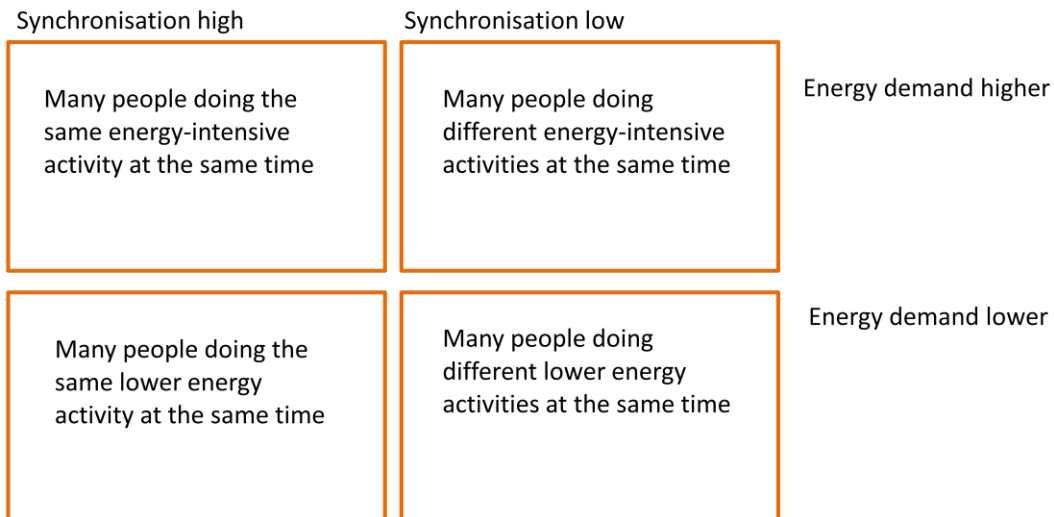 Synchronisation high
Synchronisation low
Many people doing the
same energy-intensive
activity at the same time
Many people doing
different energy-intensive
activities at the same time
Energy demand higher
Many people doing the
same lower energy
activity at the same time
Many people doing
different lower energy
activities at the same time
Energy demand lower